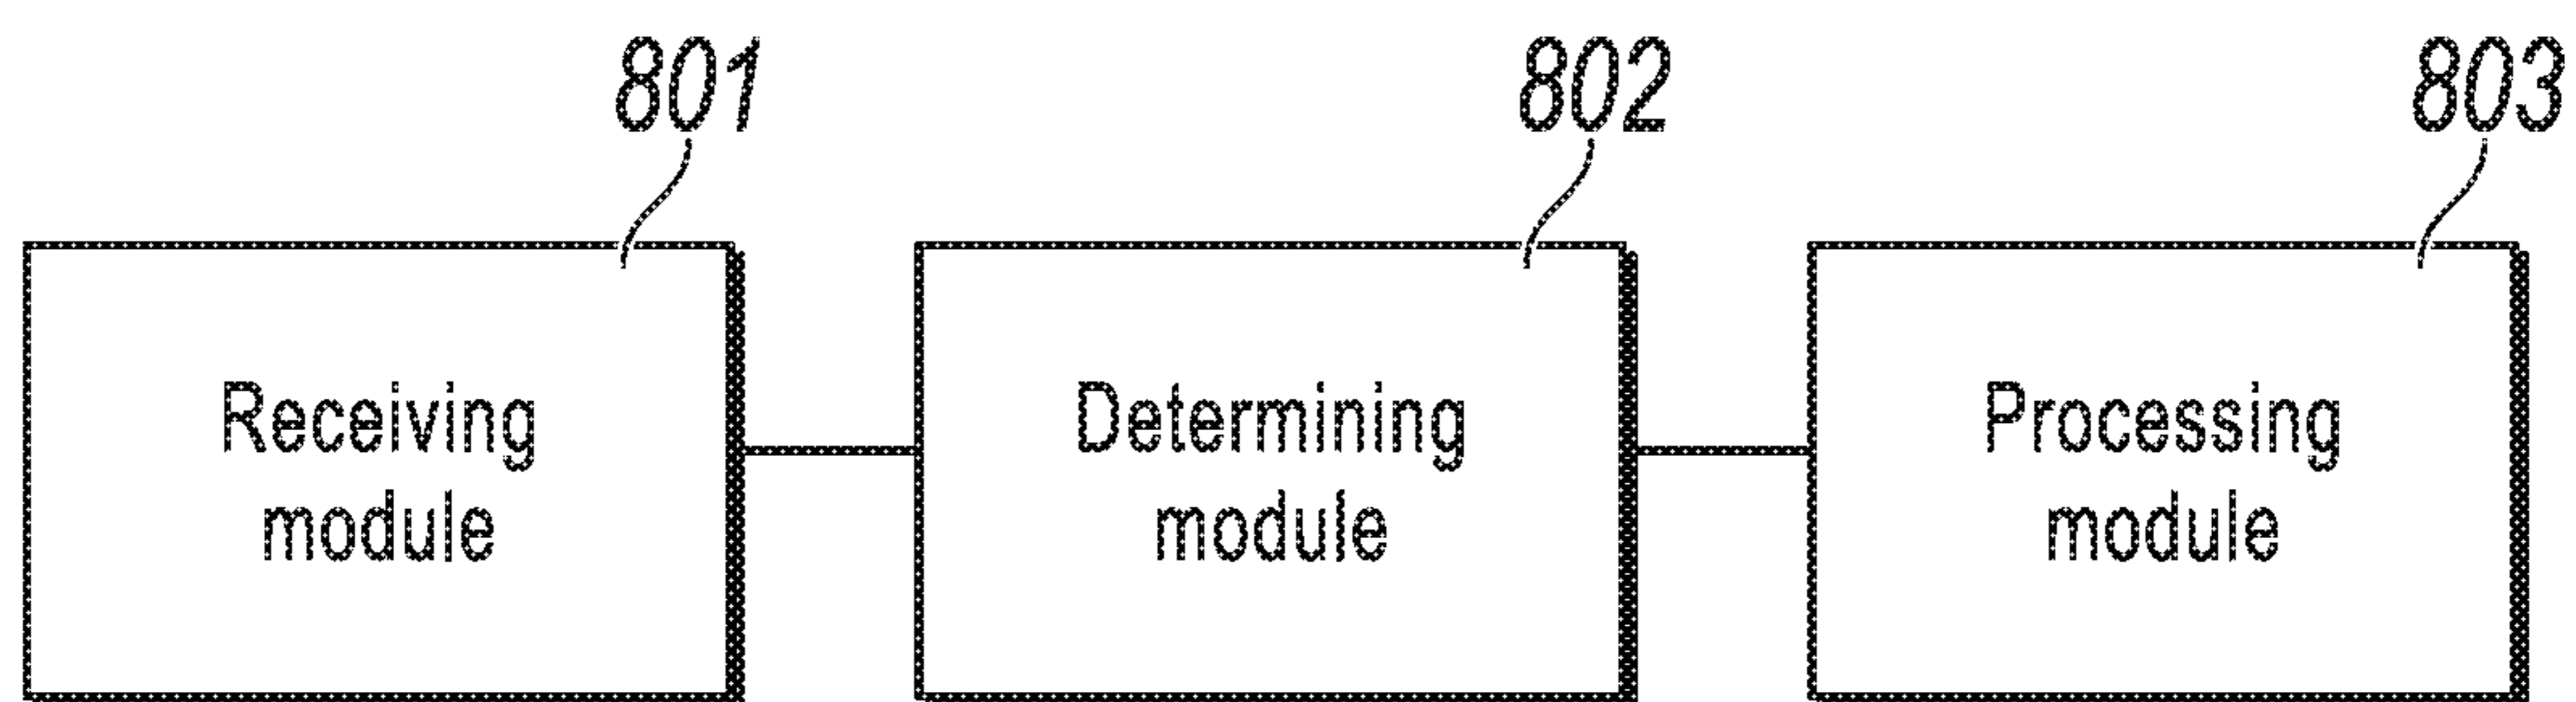 801
802
803
Receiving
module
Determining
module
Processing
module